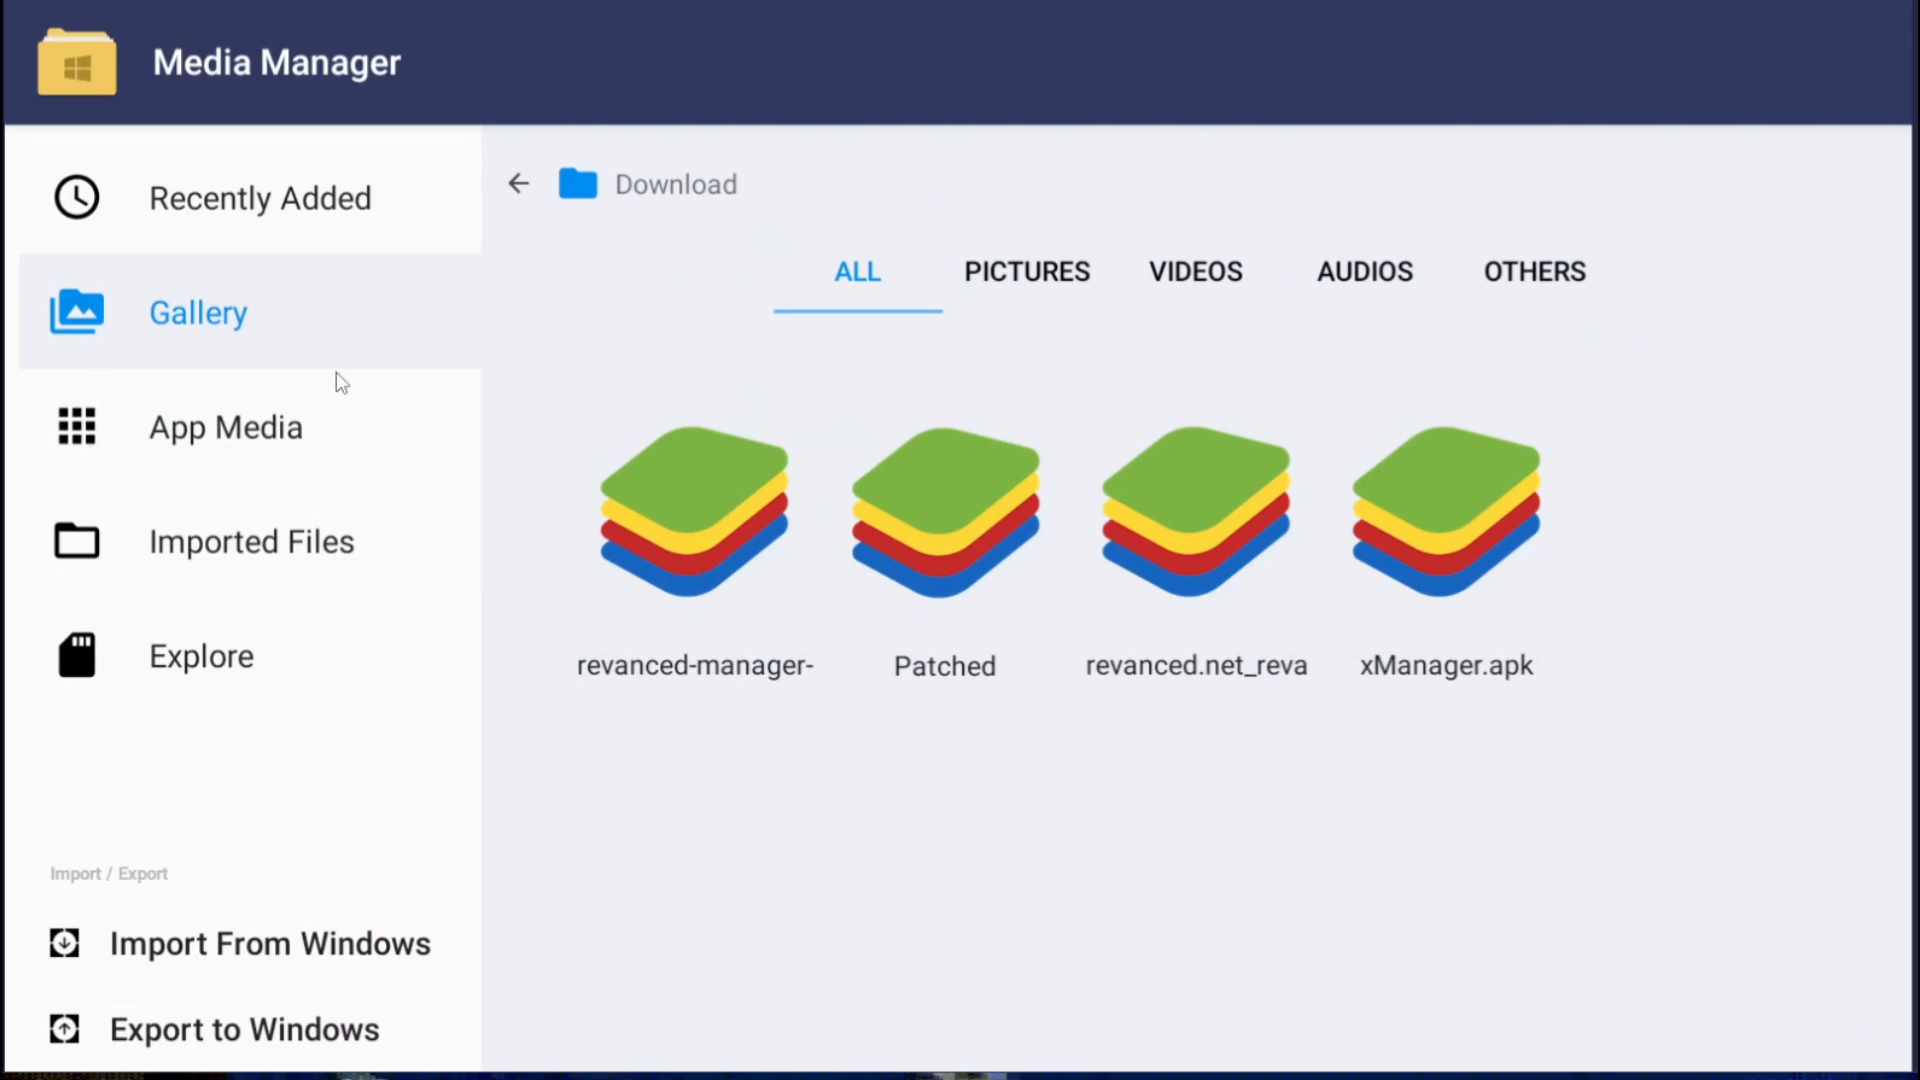 Media Manager
Recently Added
Gallery
App Media
Imported Files
Explore
Import / Export
Import From Windows
Export to Windows
Download
ALL PICTURES VIDEOS AUDIOS OTHERS
revanced-manager- Patched revanced.net_reva xManager.apk